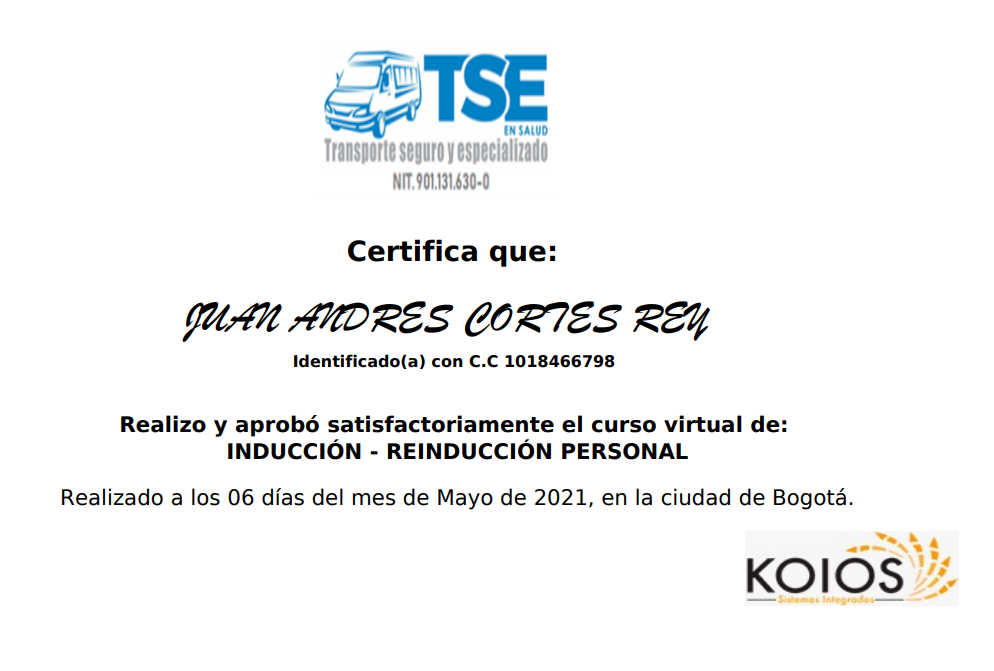 TSE
EN SALUD
Transporte seguro y especializado
NIT. 901.131.630-0
Certifica que:
JUAN ANDRES CORTES REY
Identificado(a) con C.C 1018466798
Realizo y aprobó satisfactoriamente el curso virtual de:
INDUCCIÓN - REINDUCCIÓN PERSONAL
Realizado a los 06 días del mes de Mayo de 2021, en la ciudad de Bogotá.
KOIOS
Sistemas Integrados